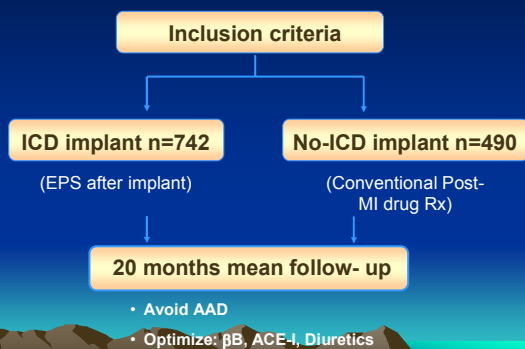 Inclusion criteria
ICD implant n=742
No-ICD implant n=490
(EPS after implant)
(Conventional Post-
MI drug Rx)
20 months mean follow- up
• Avoid AAD
• Optimize: βB, ACE-I, Diuretics